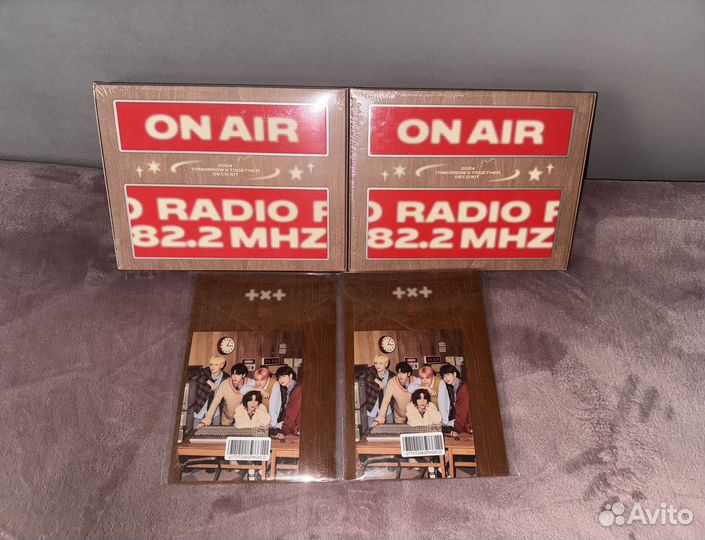 ON AIR
2024
TOMORROW X TOGETHER
DECO KIT
O RADIO F
82.2 MHZ
ON AIR
2024
TOMORROW X TOGETHER
DECO KIT
O RADIO F
82.2 MHZ
+×+
+×+
Avito